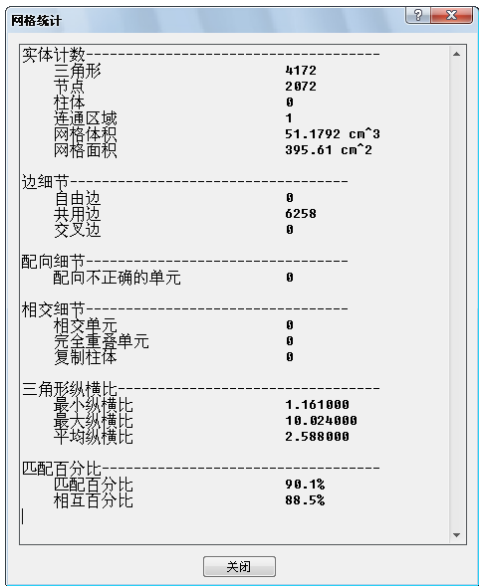 网格统计
实体计数-------------------------------------
三角形 4172
节点 2072
柱体 0
连通区域 1
网格体积 51.1792 cm^3
网格面积 395.61 cm^2
边细节-----------------------------------
自由边 0
共用边 6258
交叉边 0
配向细节---------------------------------
配向不正确的单元 0
相交细节---------------------------------
相交单元 0
完全重叠单元 0
复制柱体 0
三角形纵横比---------------------------------
最小纵横比 1.161000
最大纵横比 10.024000
平均纵横比 2.588000
匹配百分比-----------------------------------
匹配百分比 90.1%
相互百分比 88.5%
关闭